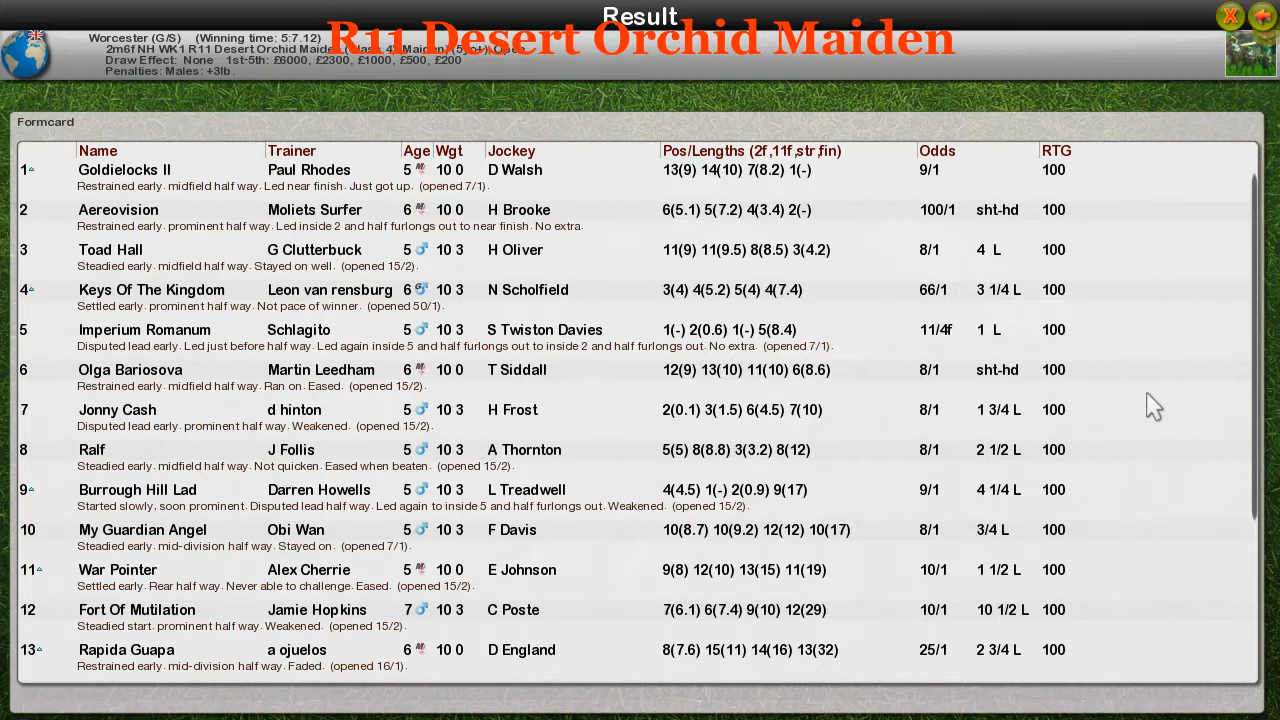 Result
R11 Desert Orchid Maiden
Worcester (G/S) (Winning time: 5:7.12)
2m6f NH WK1 R11 Desert Orchid Maiden (Class 4 Maiden) (5yo+) Open
Draw Effect: None 1st-5th: £6000, £2300, £1000, £500, £200
Penalties: Males: +3lb.
Formcard
Name Trainer Age Wgt Jockey Pos/Lengths (2f,11f,str,fin) Odds RTG
1 Goldielocks II Paul Rhodes 5 10 0 D Walsh 13(9) 14(10) 7(8.2) 1(-) 9/1 100
Restrained early. midfield half way. Led near finish. Just got up. (opened 7/1).
2 Aereovision Moliets Surfer 6 10 0 H Brooke 6(5.1) 5(7.2) 4(3.4) 2(-) 100/1 sht-hd 100
Restrained early. prominent half way. Led inside 2 and half furlongs out to near finish. No extra.
3 Toad Hall G Clutterbuck 5 10 3 H Oliver 11(9) 11(9.5) 8(8.5) 3(4.2) 8/1 4 L 100
Steadied early. midfield half way. Stayed on well. (opened 15/2).
4 Keys Of The Kingdom Leon van rensburg 6 10 3 N Scholfield 3(4) 4(5.2) 5(4) 4(7.4) 66/1 3 1/4 L 100
Settled early. prominent half way. Not pace of winner. (opened 50/1).
5 Imperium Romanum Schlagito 5 10 3 S Twiston Davies 1(-) 2(0.6) 1(-) 5(8.4) 11/4f 1 L 100
Disputed lead early. Led just before half way. Led again inside 5 and half furlongs out to inside 2 and half furlongs out. No extra. (opened 7/1).
6 Olga Bariosova Martin Leedham 6 10 0 T Siddall 12(9) 13(10) 11(10) 6(8.6) 8/1 sht-hd 100
Restrained early. midfield half way. Ran on. Eased. (opened 15/2).
7 Jonny Cash d hinton 5 10 3 H Frost 2(0.1) 3(1.5) 6(4.5) 7(10) 8/1 1 3/4 L 100
Disputed lead early. prominent half way. Weakened. (opened 15/2).
8 Ralf J Follis 5 10 3 A Thornton 5(5) 8(8.8) 3(3.2) 8(12) 8/1 2 1/2 L 100
Steadied early. midfield half way. Not quicken. Eased when beaten. (opened 15/2).
9 Burrough Hill Lad Darren Howells 5 10 3 L Treadwell 4(4.5) 1(-) 2(0.9) 9(17) 9/1 4 1/4 L 100
Started slowly, soon prominent. Disputed lead half way. Led again to inside 5 and half furlongs out. Weakened. (opened 15/2).
10 My Guardian Angel Obi Wan 5 10 3 F Davis 10(8.7) 10(9.2) 12(12) 10(17) 8/1 3/4 L 100
Steadied early. mid-division half way. Stayed on. (opened 7/1).
11 War Pointer Alex Cherrie 5 10 0 E Johnson 9(8) 12(10) 13(15) 11(19) 10/1 1 1/2 L 100
Settled early. Rear half way. Never able to challenge. Eased. (opened 15/2).
12 Fort Of Mutilation Jamie Hopkins 7 10 3 C Poste 7(6.1) 6(7.4) 9(10) 12(29) 10/1 10 1/2 L 100
Steadied start. prominent half way. Weakened. (opened 15/2).
13 Rapida Guapa a ojuelos 6 10 0 D England 8(7.6) 15(11) 14(16) 13(32) 25/1 2 3/4 L 100
Restrained early. mid-division half way. Faded. (opened 16/1).